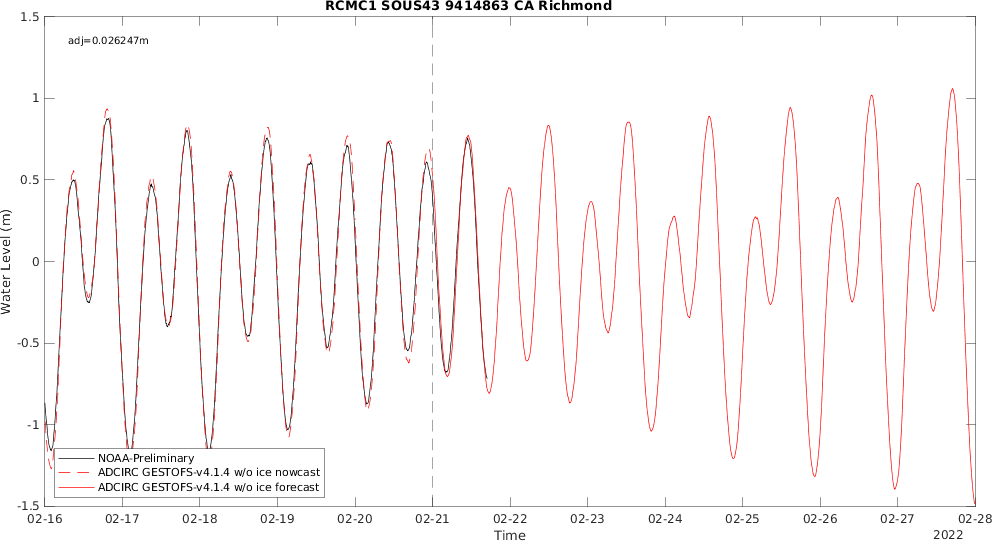 RCMC1 SOUS43 9414863 CA Richmond
adj=0.026247m
1.5
1
0.5
0
-0.5
-1
-1.5
Water Level (m)
NOAA-Preliminary
ADCIRC GESTOFS-v4.1.4 w/o ice nowcast
ADCIRC GESTOFS-v4.1.4 w/o ice forecast
02-16 02-17 02-18 02-19 02-20 02-21 02-22 02-23 02-24 02-25 02-26 02-27 02-28
Time
2022